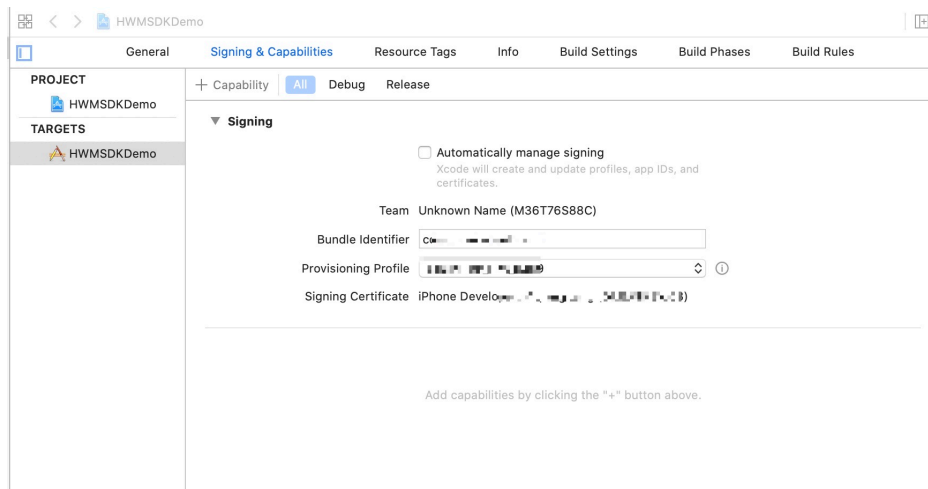 HWMSDKDemo
General Signing & Capabilities Resource Tags Info Build Settings Build Phases Build Rules
PROJECT
HWMSDKDemo
TARGETS
HWMSDKDemo
+ Capability All Debug Release
Signing
Automatically manage signing
Xcode will create and update profiles, app IDs, and
certificates.
Team Unknown Name (M36T76S88C)
Bundle Identifier
Provisioning Profile
Signing Certificate iPhone
Add capabilities by clicking the "+" button above.